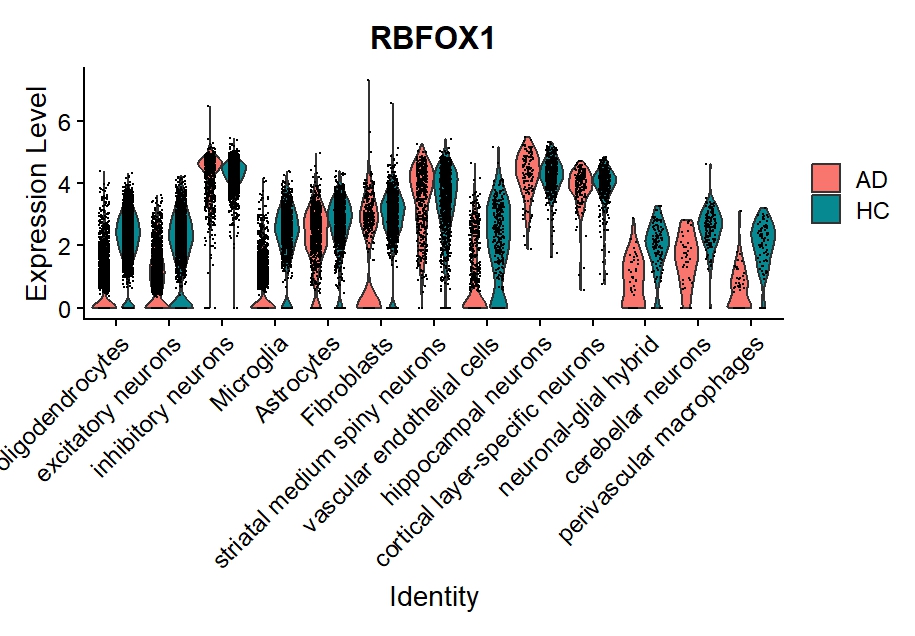 RBFOX1
Expression Level
6
4
2
0
AD
HC
oligodendrocytes
excitatory neurons
inhibitory neurons
Microglia
Astrocytes
Fibroblasts
striatal medium spiny neurons
vascular endothelial cells
hippocampal neurons
cortical layer-specific neurons
neuronal-glial hybrid
cerebellar neurons
perivascular macrophages
Identity